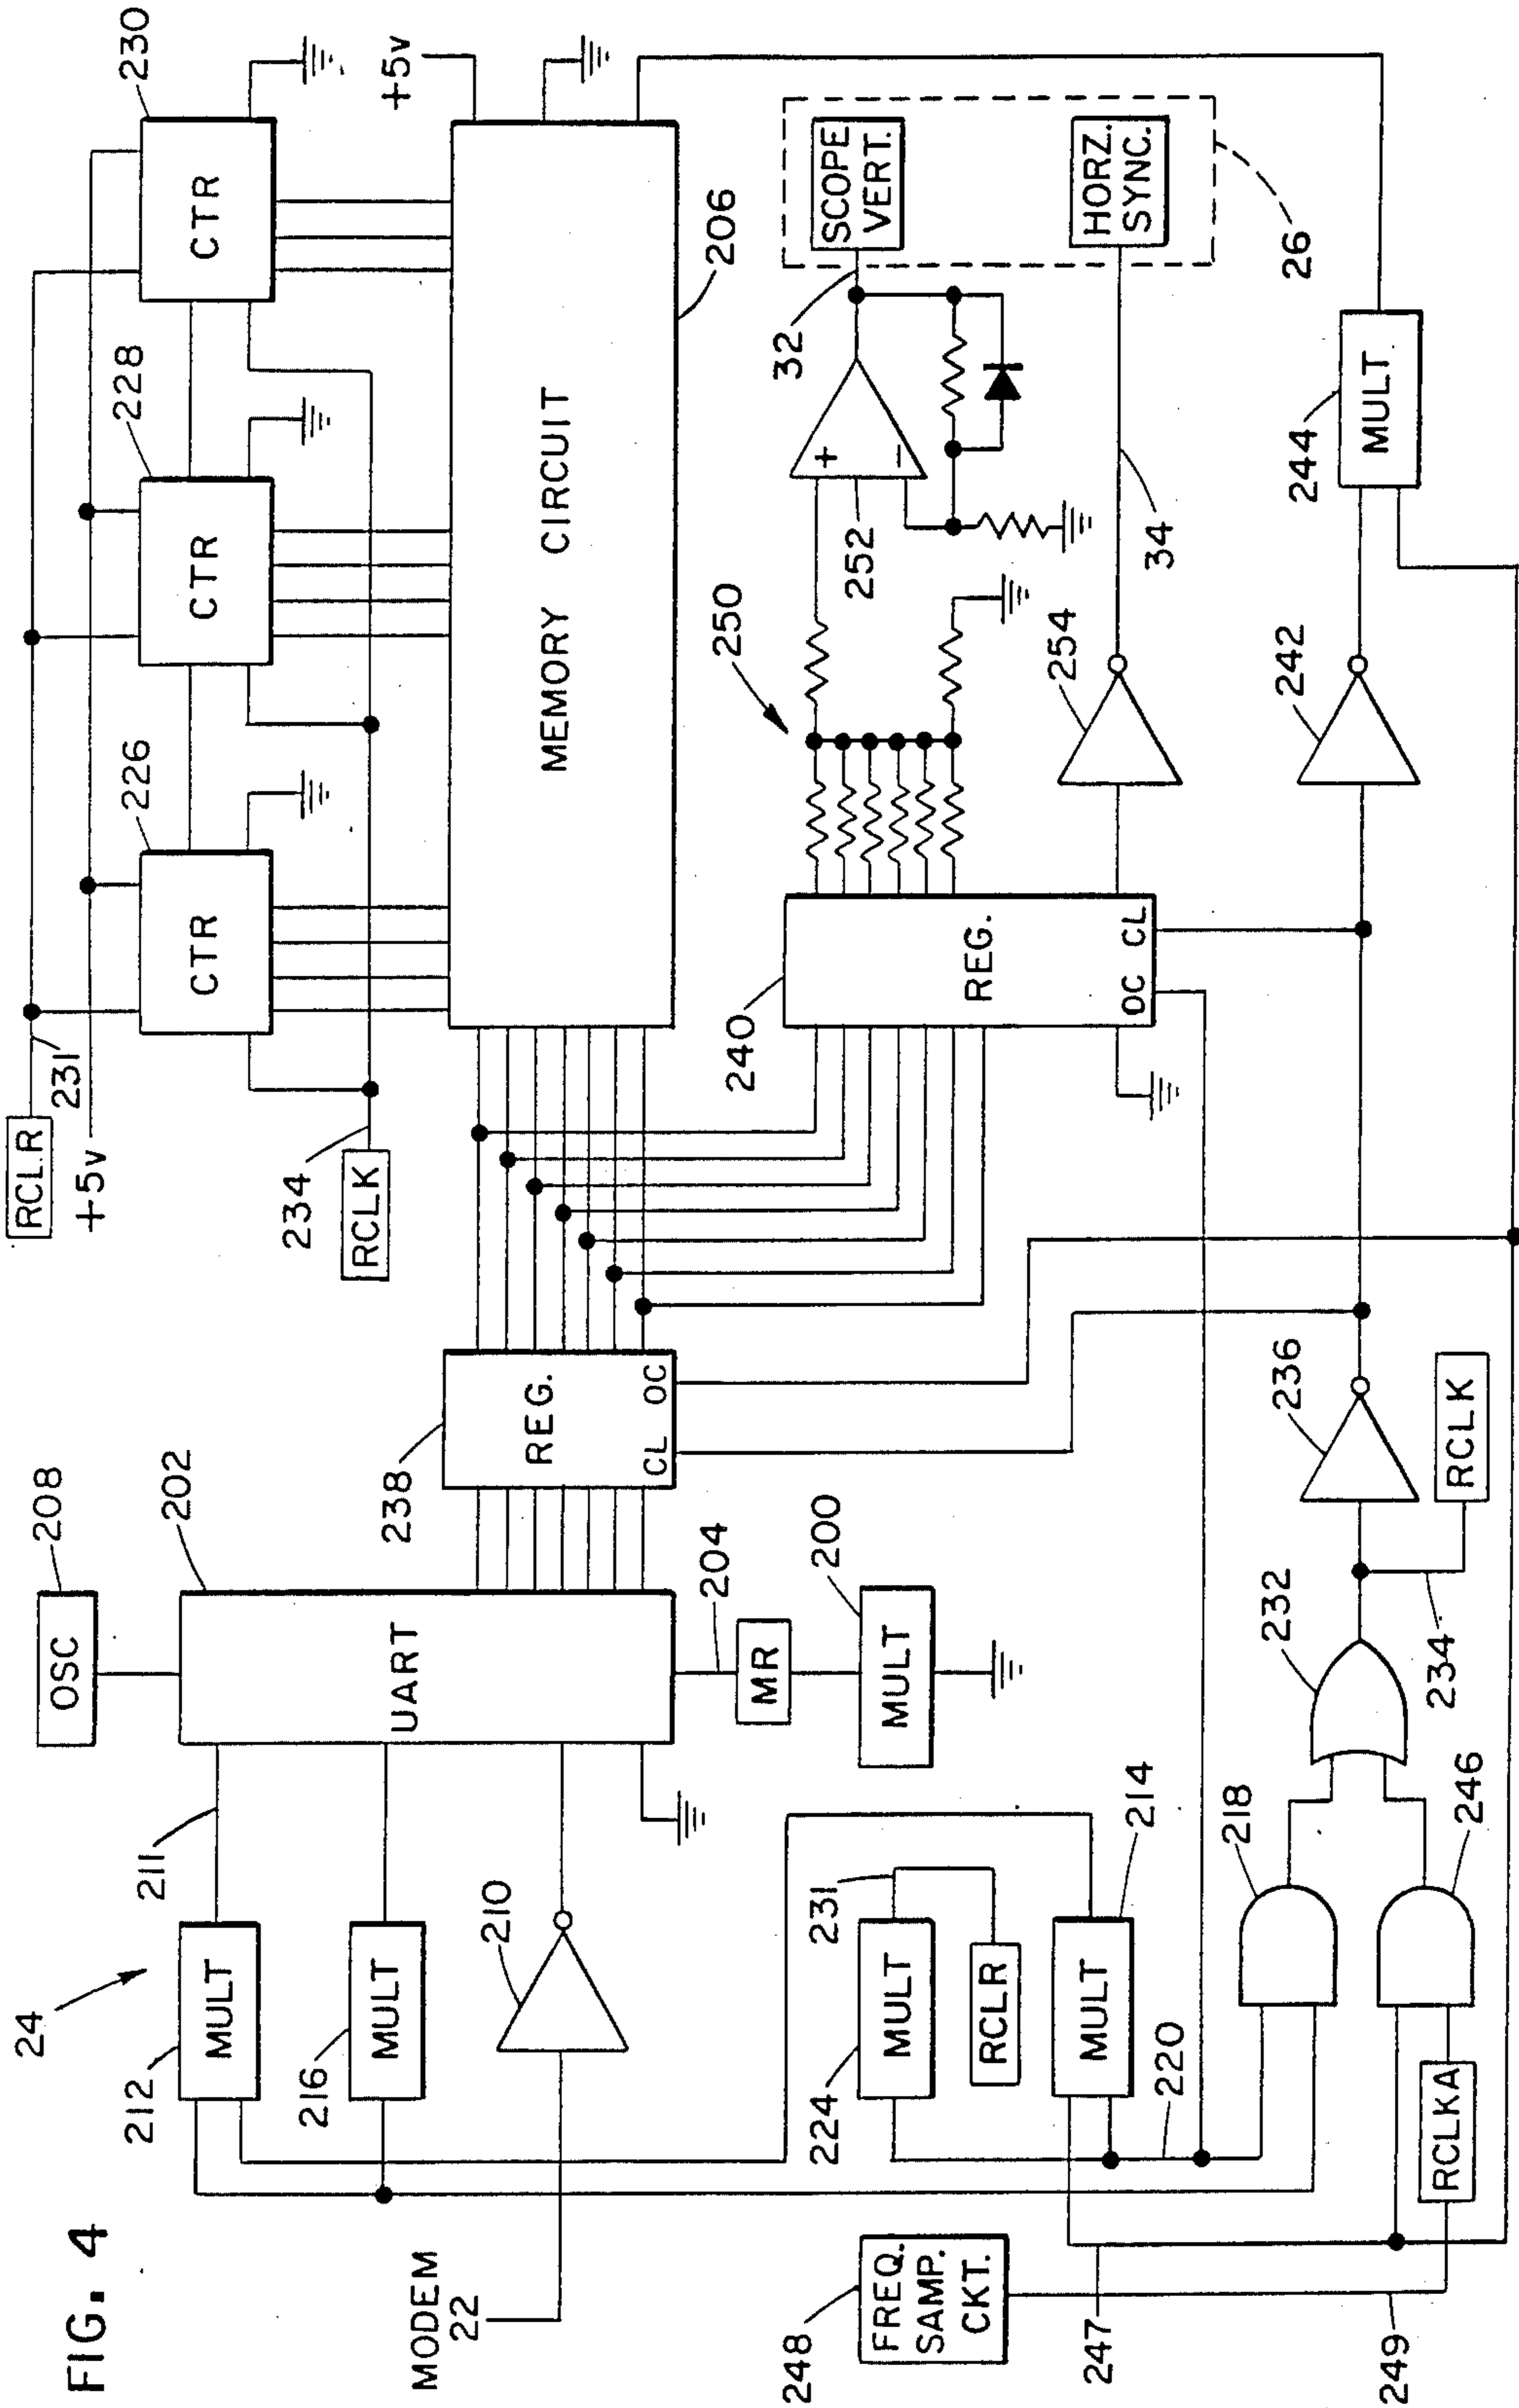 FIG. 4
24
212
MULT
211
OSC
208
202
UART
216
MULT
210
MODEM
22
MR
204
MULT
200
238
REG.
CL OC
RCLR
231
+5v
234
RCLK
226
CTR
228
CTR
230
CTR
+5v
MEMORY CIRCUIT
206
248
FREQ.
SAMP.
CKT.
247
249
224
MULT
231
RCLR
MULT
214
220
218
RCLKA
246
232
234
RCLK
236
240
REG.
OC CL
250
252
+
−
32
SCOPE
VERT.
HORZ.
SYNC.
26
34
254
242
244
MULT